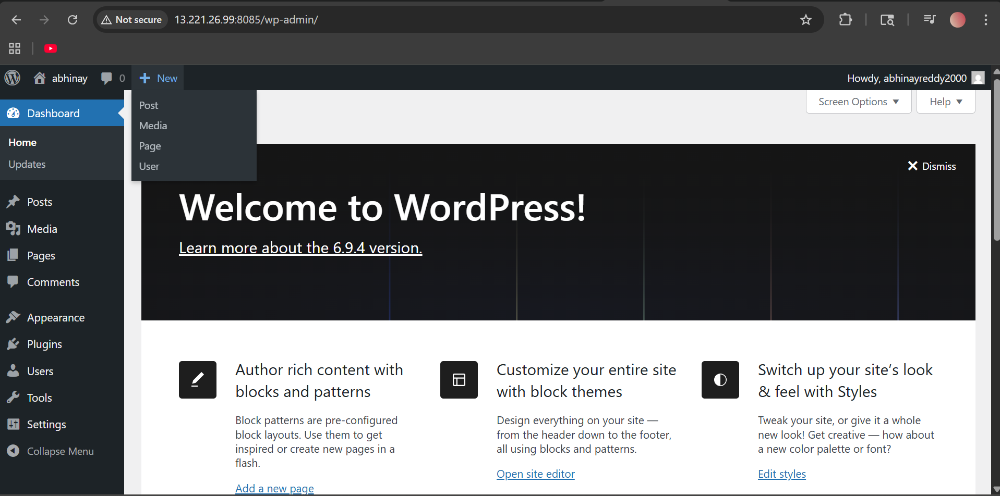 Not secure
13.221.26.99:8085/wp-admin/
abhinay
0
New
Howdy, abhinayreddy2000
Post
Media
Page
User
Screen Options
Help
Dashboard
Home
Updates
Posts
Media
Pages
Comments
Appearance
Plugins
Users
Tools
Settings
Collapse Menu
Dismiss
Welcome to WordPress!
Learn more about the 6.9.4 version.
Author rich content with
blocks and patterns
Block patterns are pre-configured
block layouts. Use them to get
inspired or create new pages in a
flash.
Add a new page
Customize your entire site
with block themes
Design everything on your site —
from the header down to the footer,
all using blocks and patterns.
Open site editor
Switch up your site’s look
& feel with Styles
Tweak your site, or give it a whole
new look! Get creative — how about
a new color palette or font?
Edit styles